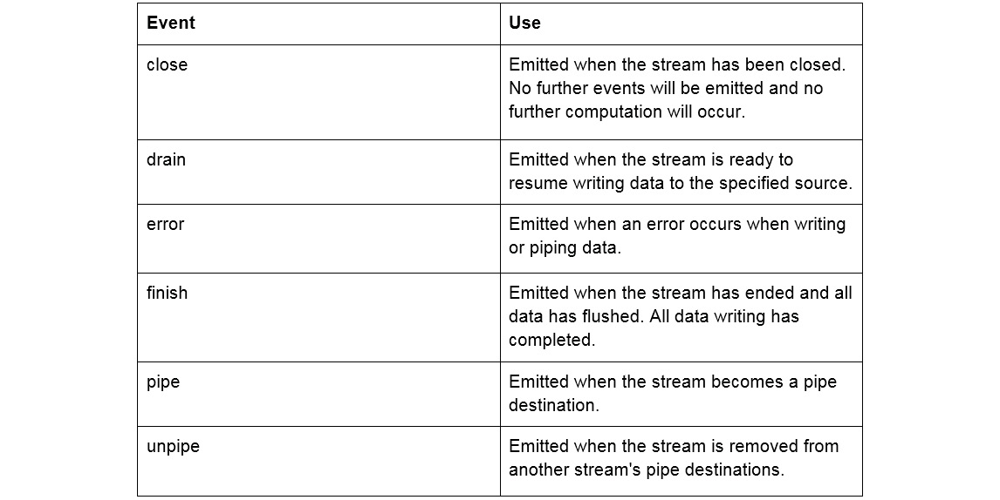 Event Use
close Emitted when the stream has been closed.
No further events will be emitted and no
further computation will occur.
drain Emitted when the stream is ready to
resume writing data to the specified source.
error Emitted when an error occurs when writing
or piping data.
finish Emitted when the stream has ended and all
data has flushed. All data writing has
completed.
pipe Emitted when the stream becomes a pipe
destination.
unpipe Emitted when the stream is removed from
another stream's pipe destinations.